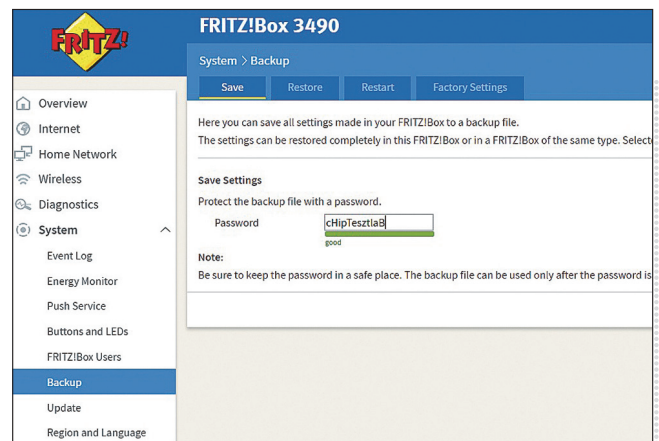 FRITZ!
FRITZ!Box 3490
System > Backup
Save
Restore
Restart
Factory Settings
Overview
Internet
Home Network
Wireless
Diagnostics
System
Event Log
Energy Monitor
Push Service
Buttons and LEDs
FRITZ!Box Users
Backup
Update
Region and Language
Here you can save all settings made in your FRITZ!Box to a backup file.
The settings can be restored completely in this FRITZ!Box or in a FRITZ!Box of the same type. Select
Save Settings
Protect the backup file with a password.
Password
cHipTesztlaB
good
Note:
Be sure to keep the password in a safe place. The backup file can be used only after the password is